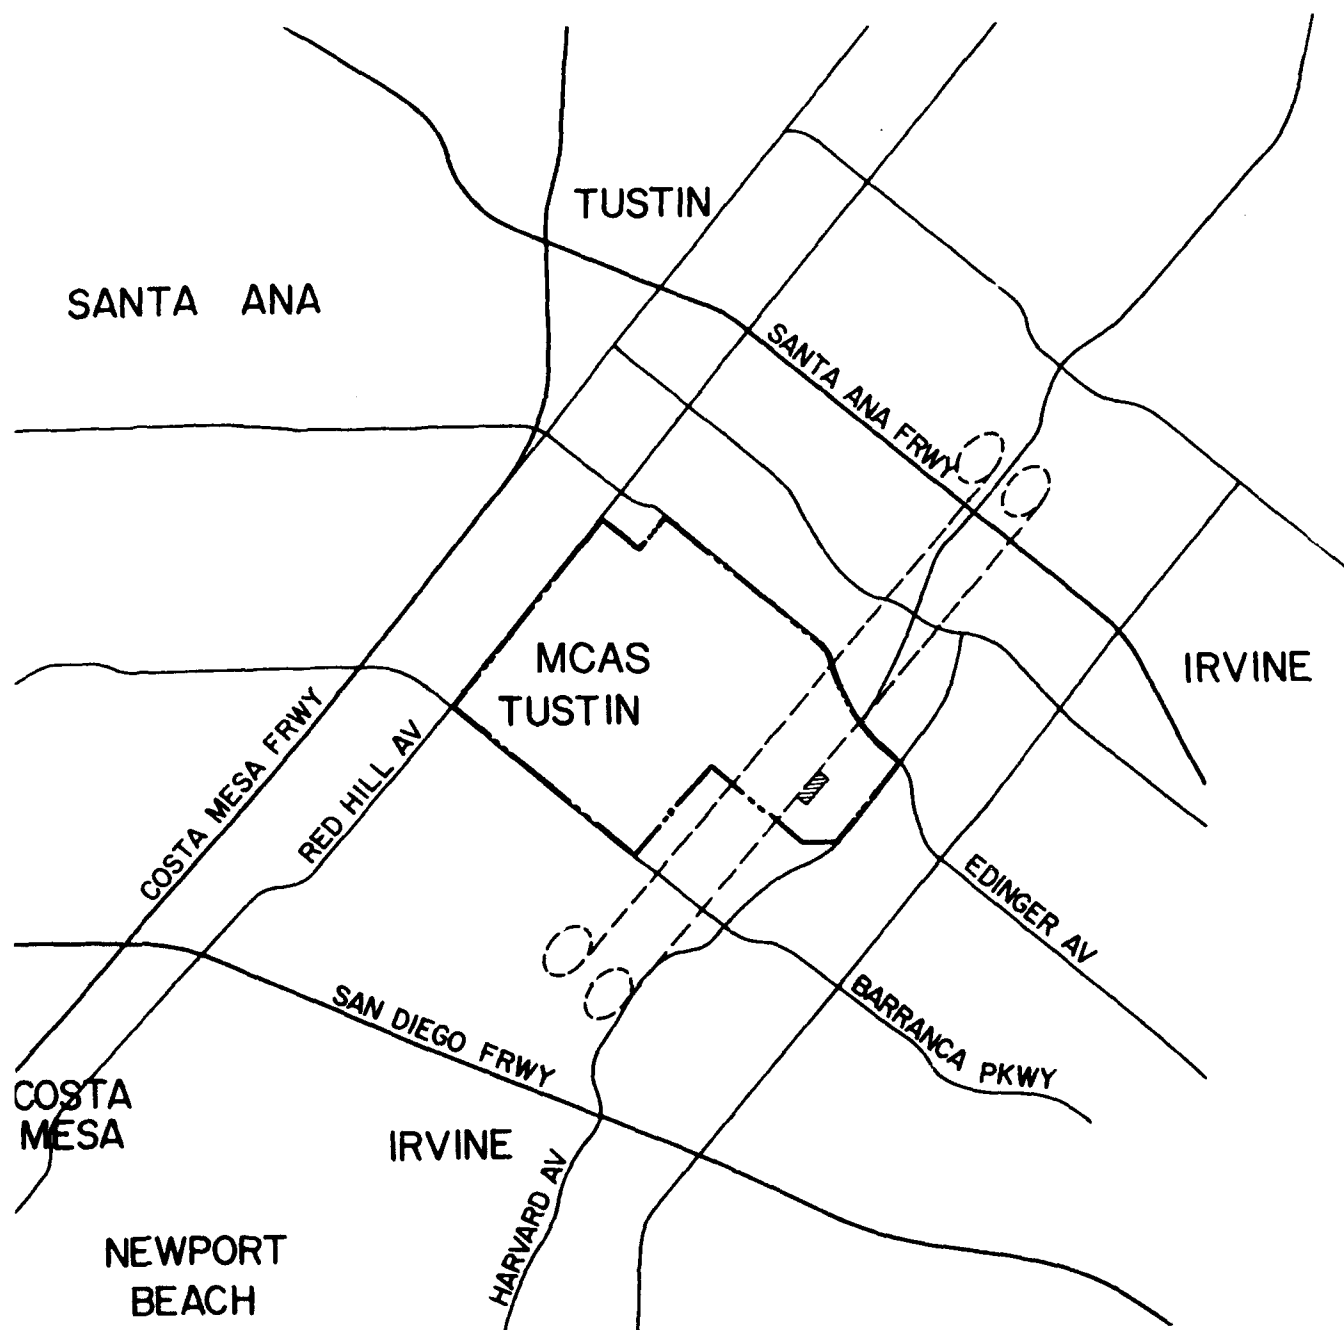 TUSTIN
SANTA ANA
SANTA ANA FRWY
MCAS
TUSTIN
IRVINE
COSTA MESA FRWY
RED HILL AV
EDINGER AV
BARRANCA PKWY
SAN DIEGO FRWY
COSTA
MESA
IRVINE
HARVARD AV
NEWPORT
BEACH